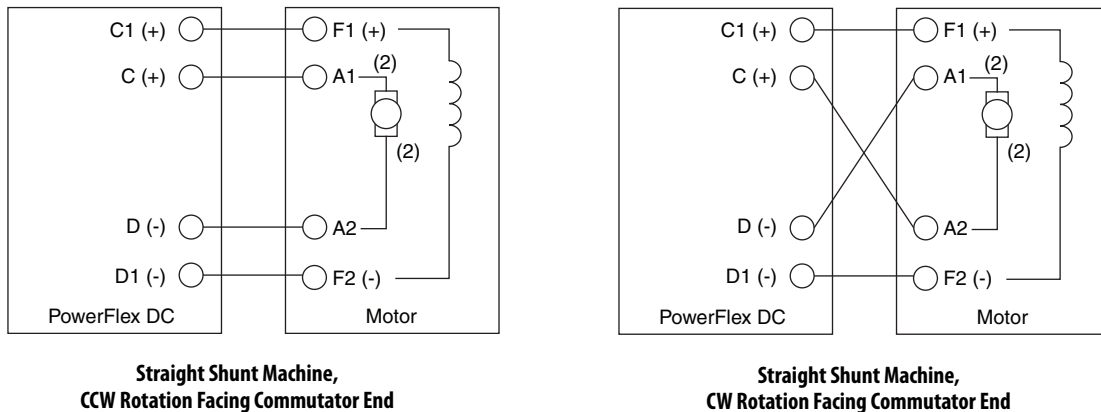 C1 (+)
F1 (+)
C (+)
A1
(2)
(2)
D (-)
A2
D1 (-)
F2 (-)
PowerFlex DC
Motor
Straight Shunt Machine,
CCW Rotation Facing Commutator End
C1 (+)
F1 (+)
C (+)
A1
(2)
(2)
D (-)
A2
D1 (-)
F2 (-)
PowerFlex DC
Motor
Straight Shunt Machine,
CW Rotation Facing Commutator End